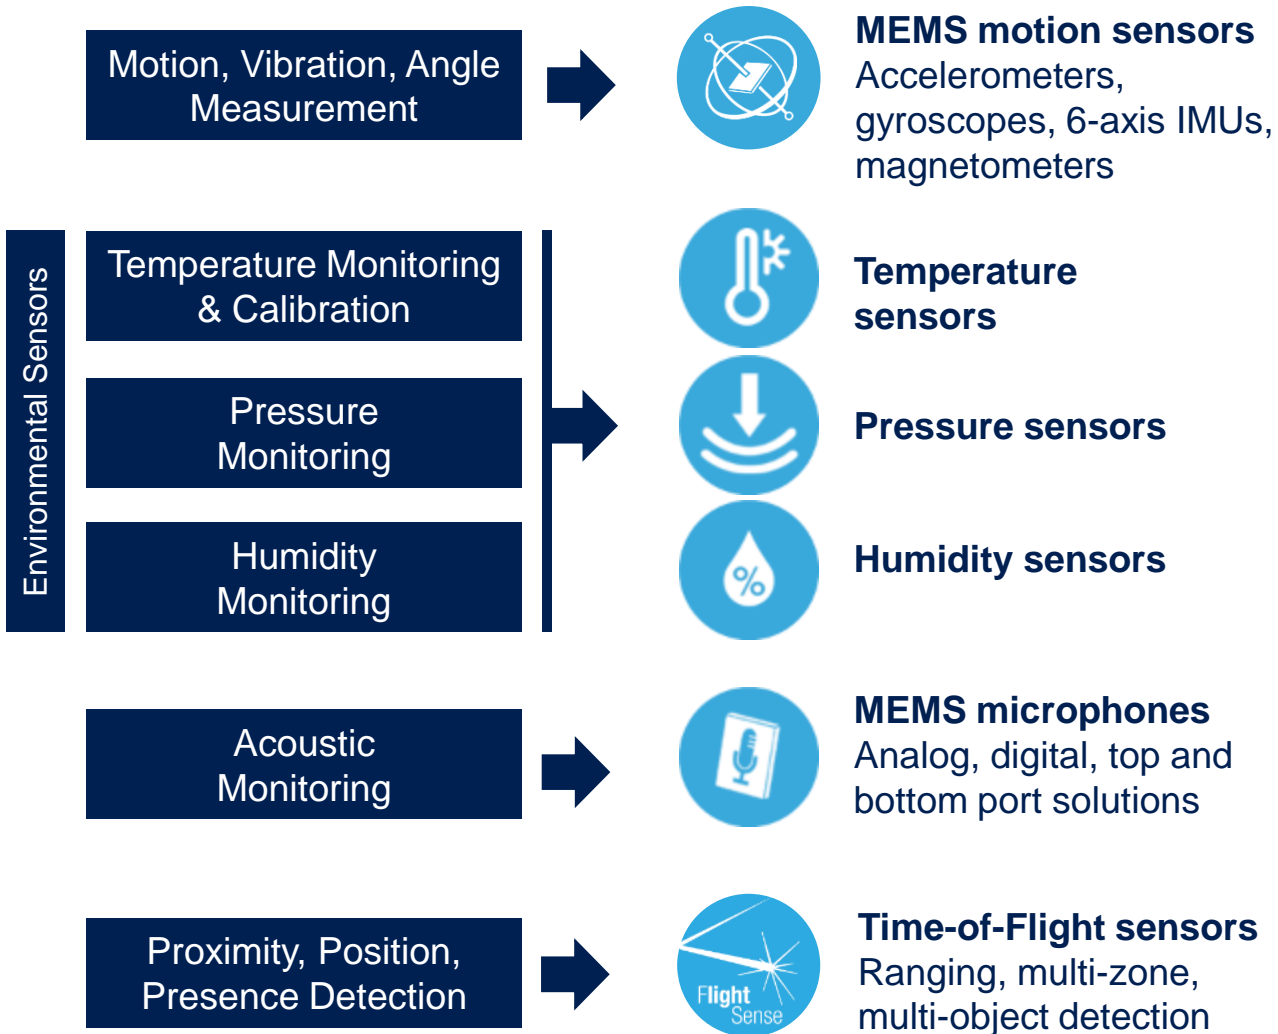 Motion, Vibration, Angle
Measurement
MEMS motion sensors
Accelerometers,
gyroscopes, 6-axis IMUs,
magnetometers
Environmental Sensors
Temperature Monitoring
& Calibration
Temperature
sensors
Pressure
Monitoring
Pressure sensors
Humidity
Monitoring
%
Humidity sensors
Acoustic
Monitoring
MEMS microphones
Analog, digital, top and
bottom port solutions
Proximity, Position,
Presence Detection
Flight
Sense
Time-of-Flight sensors
Ranging, multi-zone,
multi-object detection